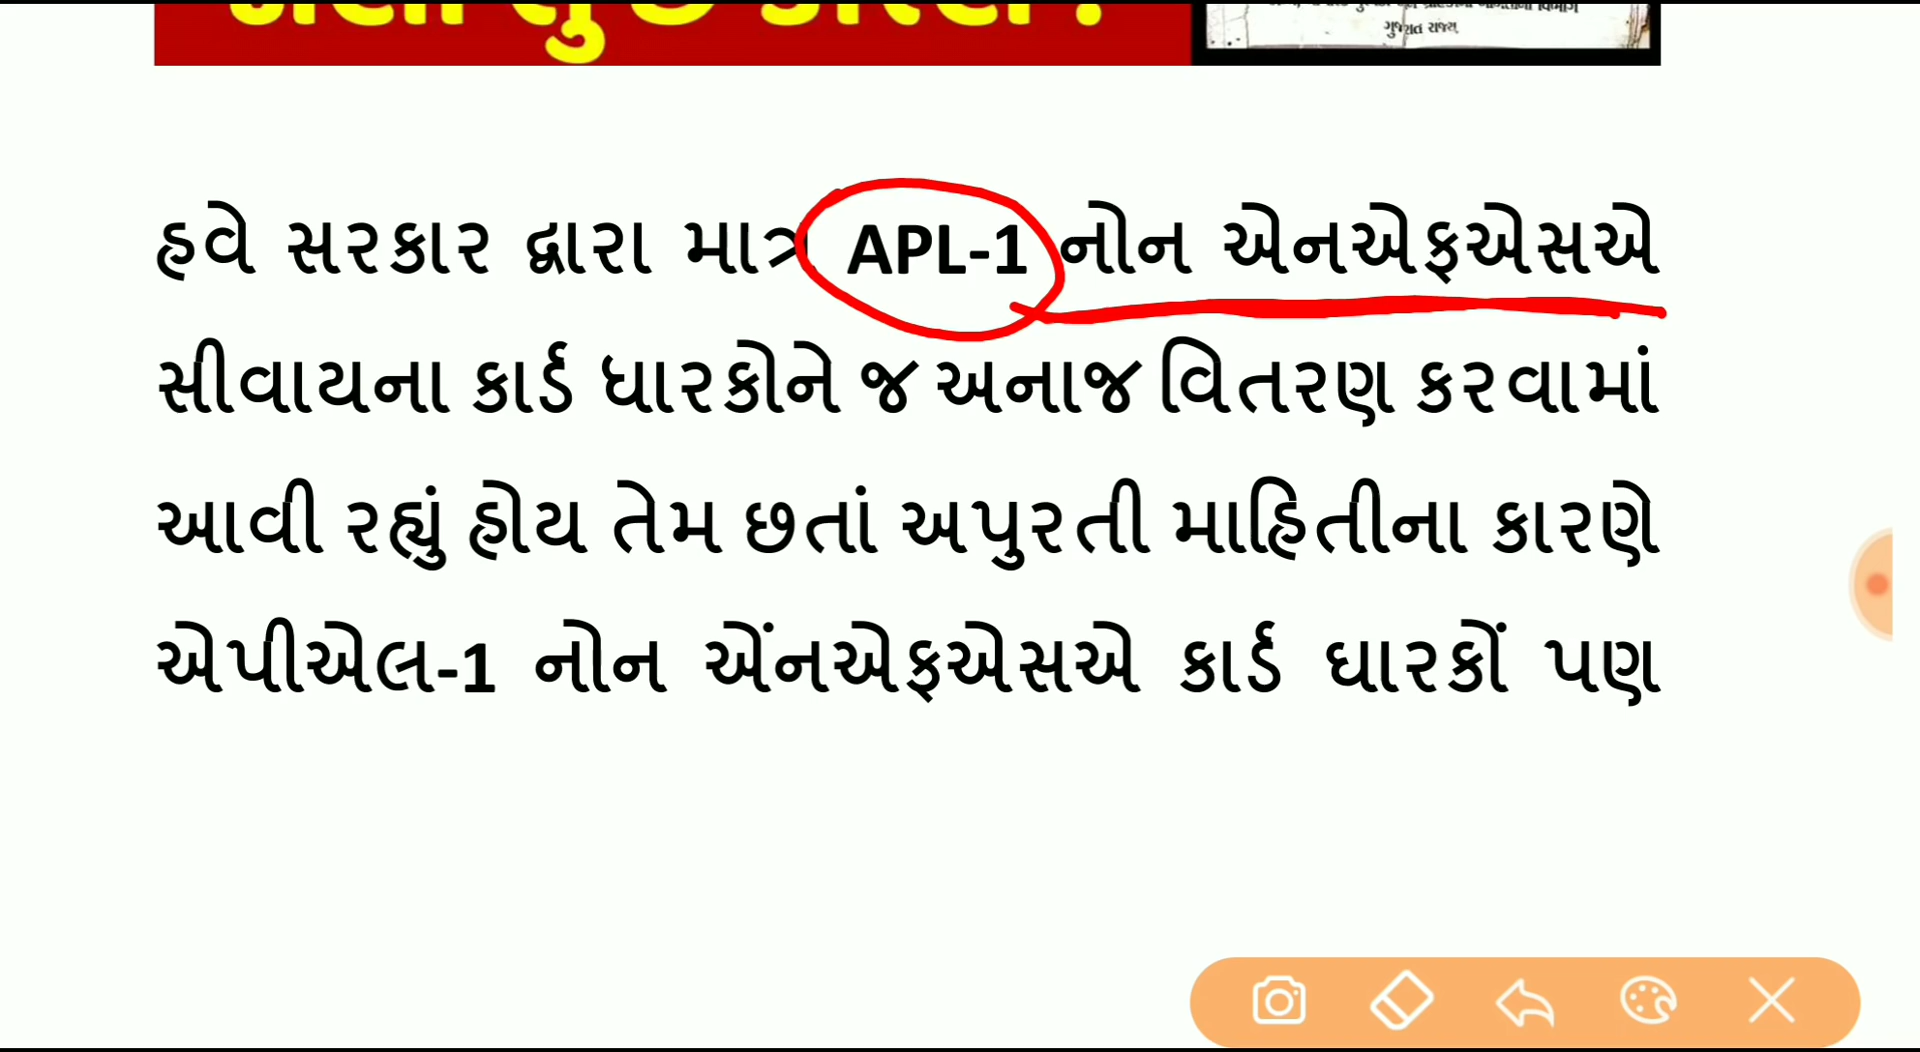 ગુજરાત રાજ્ય
હવે સરકાર દ્વારા માત્ર APL-1 નોન એનએફએસએ
સીવાયના કાર્ડ ધારકોને જ અનાજ વિતરણ કરવામાં
આવી રહ્યું હોય તેમ છતાં અપુરતી માહિતીના કારણે
એપીએલ-1 નોન એંનએફએસએ કાર્ડ ઘારકોં પણ